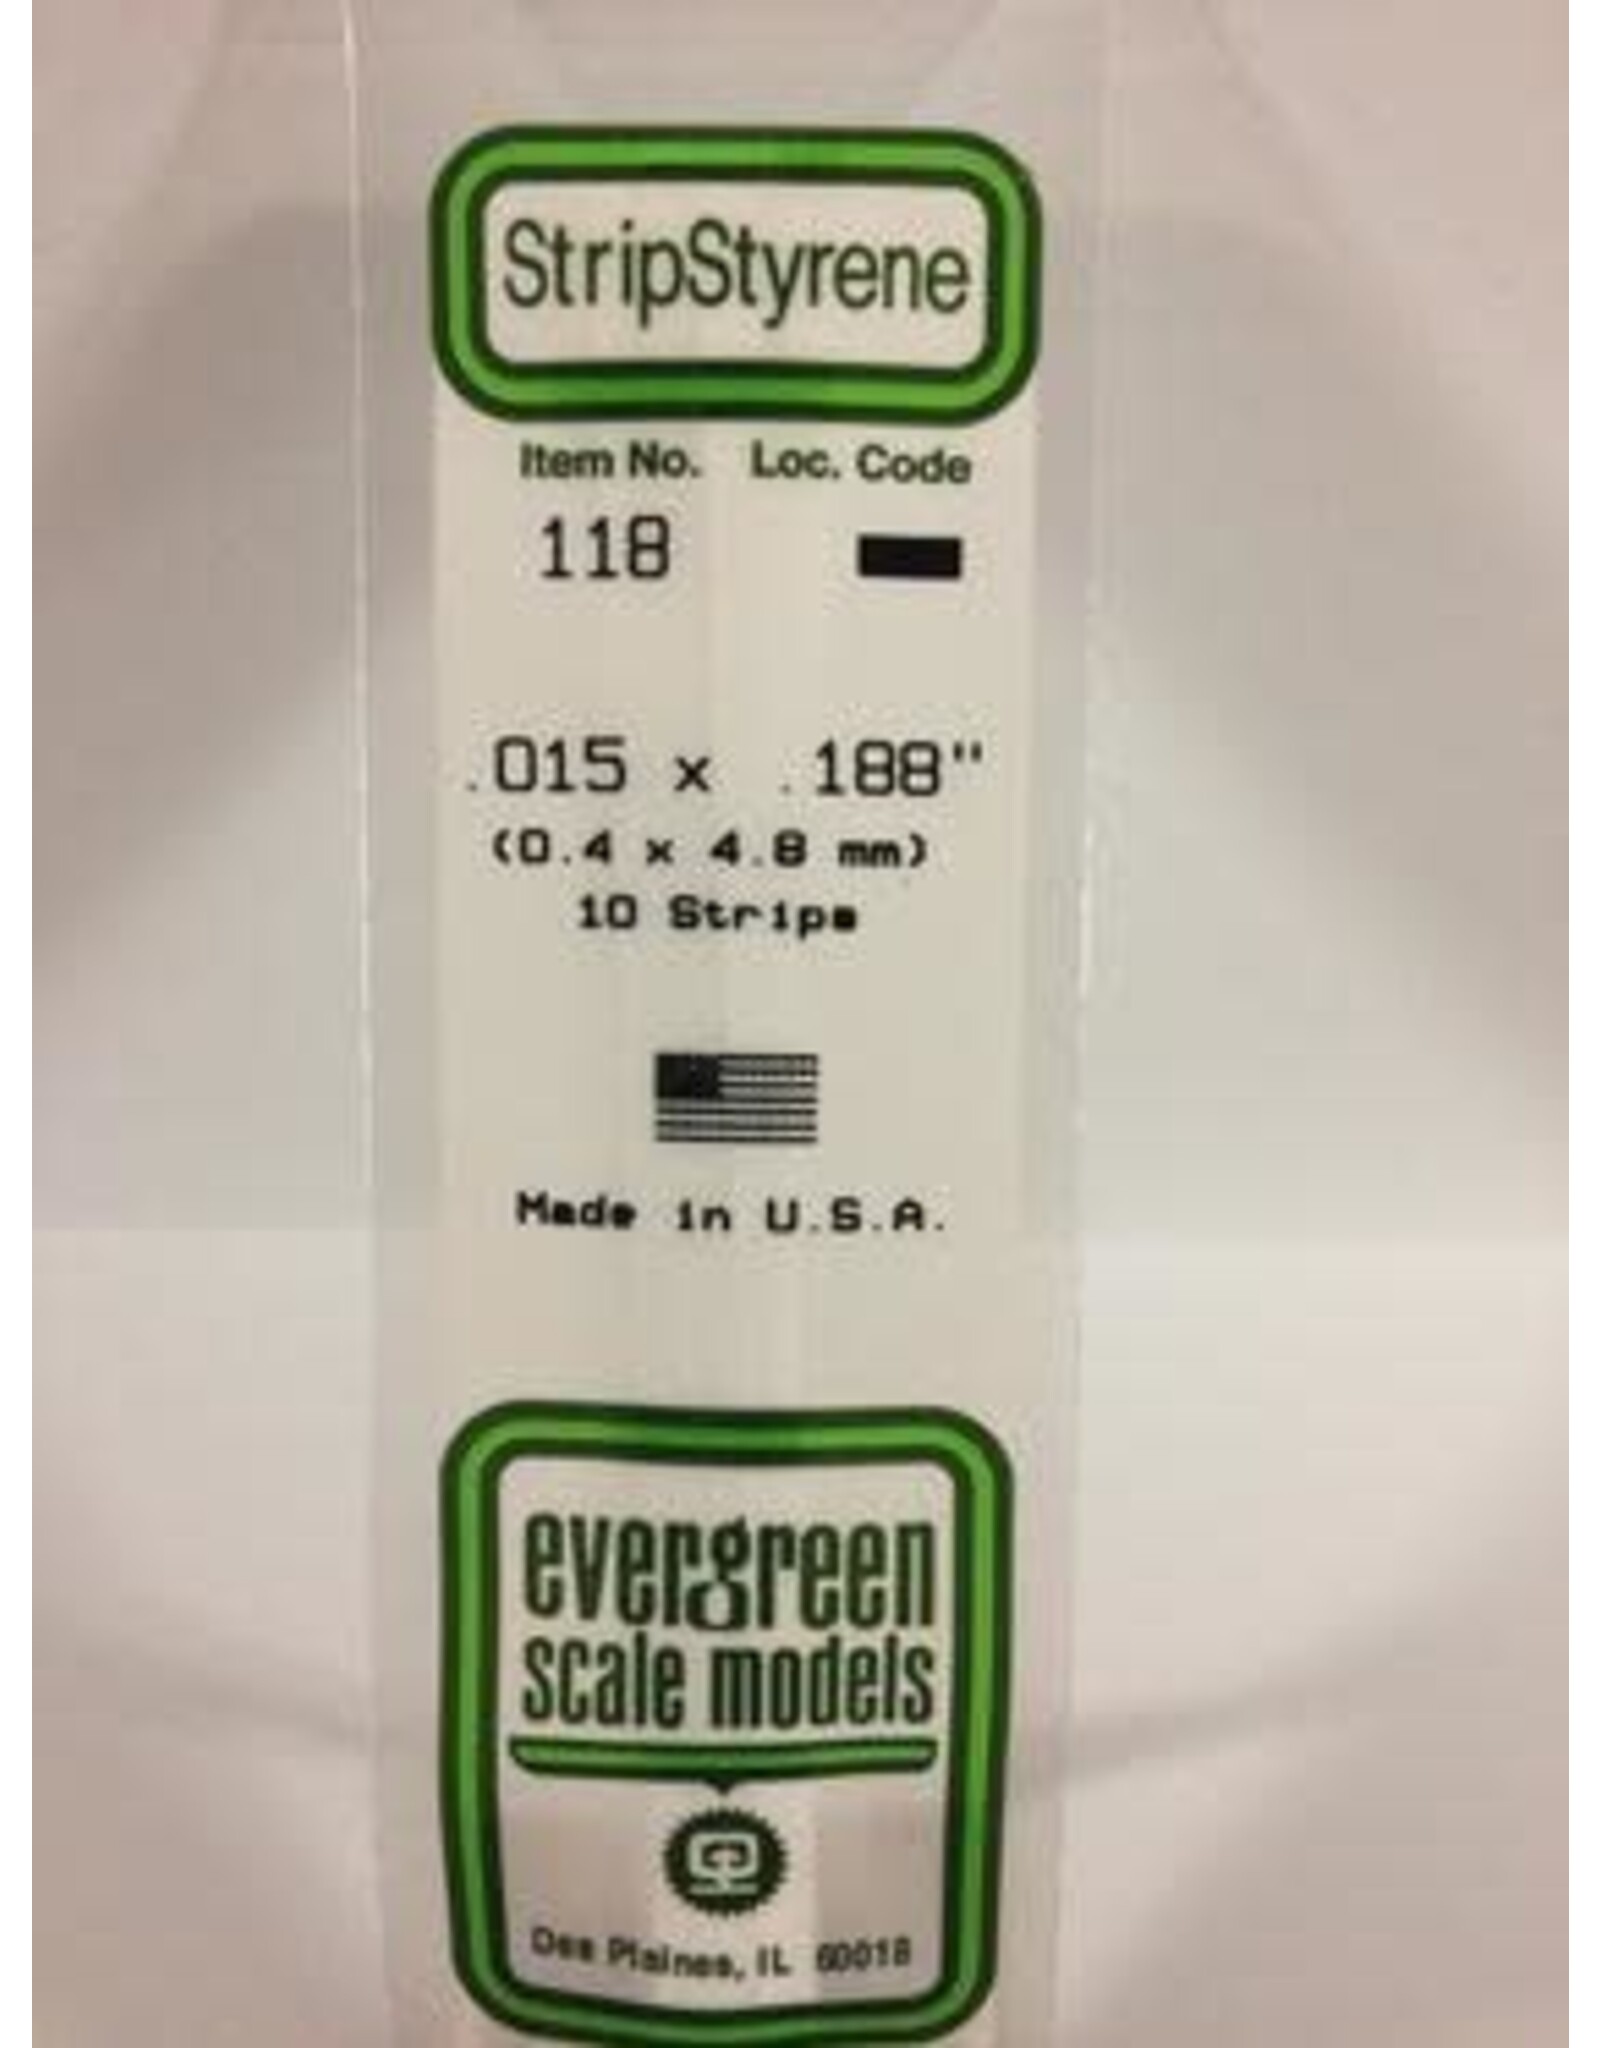 StripStyrene
Item No. Loc. Code
118
.015 x .188"
(0.4 x 4.8 mm)
10 Strips
Made in U.S.A.
evergreen
scale models
Des Plaines, IL 60018